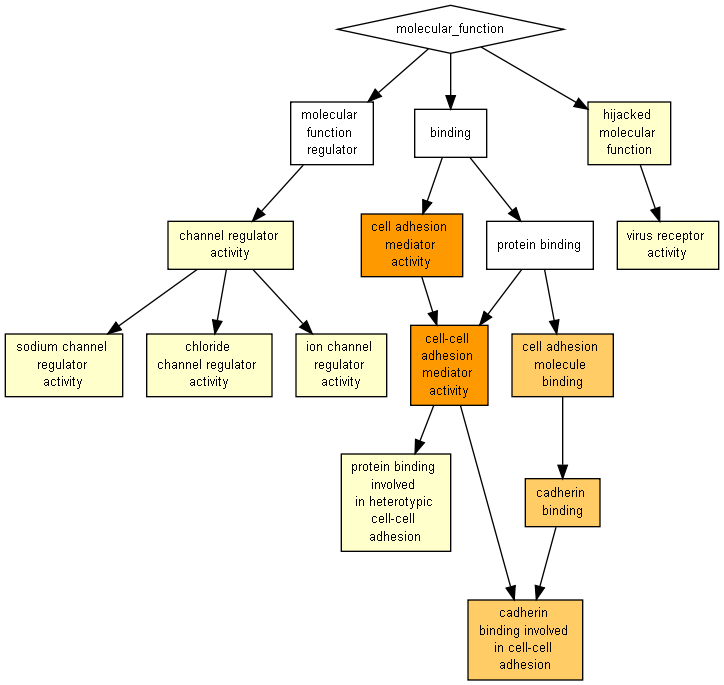 molecular_function
molecular
function
regulator
binding
hijacked
molecular
function
channel regulator
activity
cell adhesion
mediator
activity
protein binding
virus receptor
activity
sodium channel
regulator
activity
chloride
channel regulator
activity
ion channel
regulator
activity
cell-cell
adhesion
mediator
activity
cell adhesion
molecule
binding
protein binding
involved
in heterotypic
cell-cell
adhesion
cadherin
binding
cadherin
binding involved
in cell-cell
adhesion